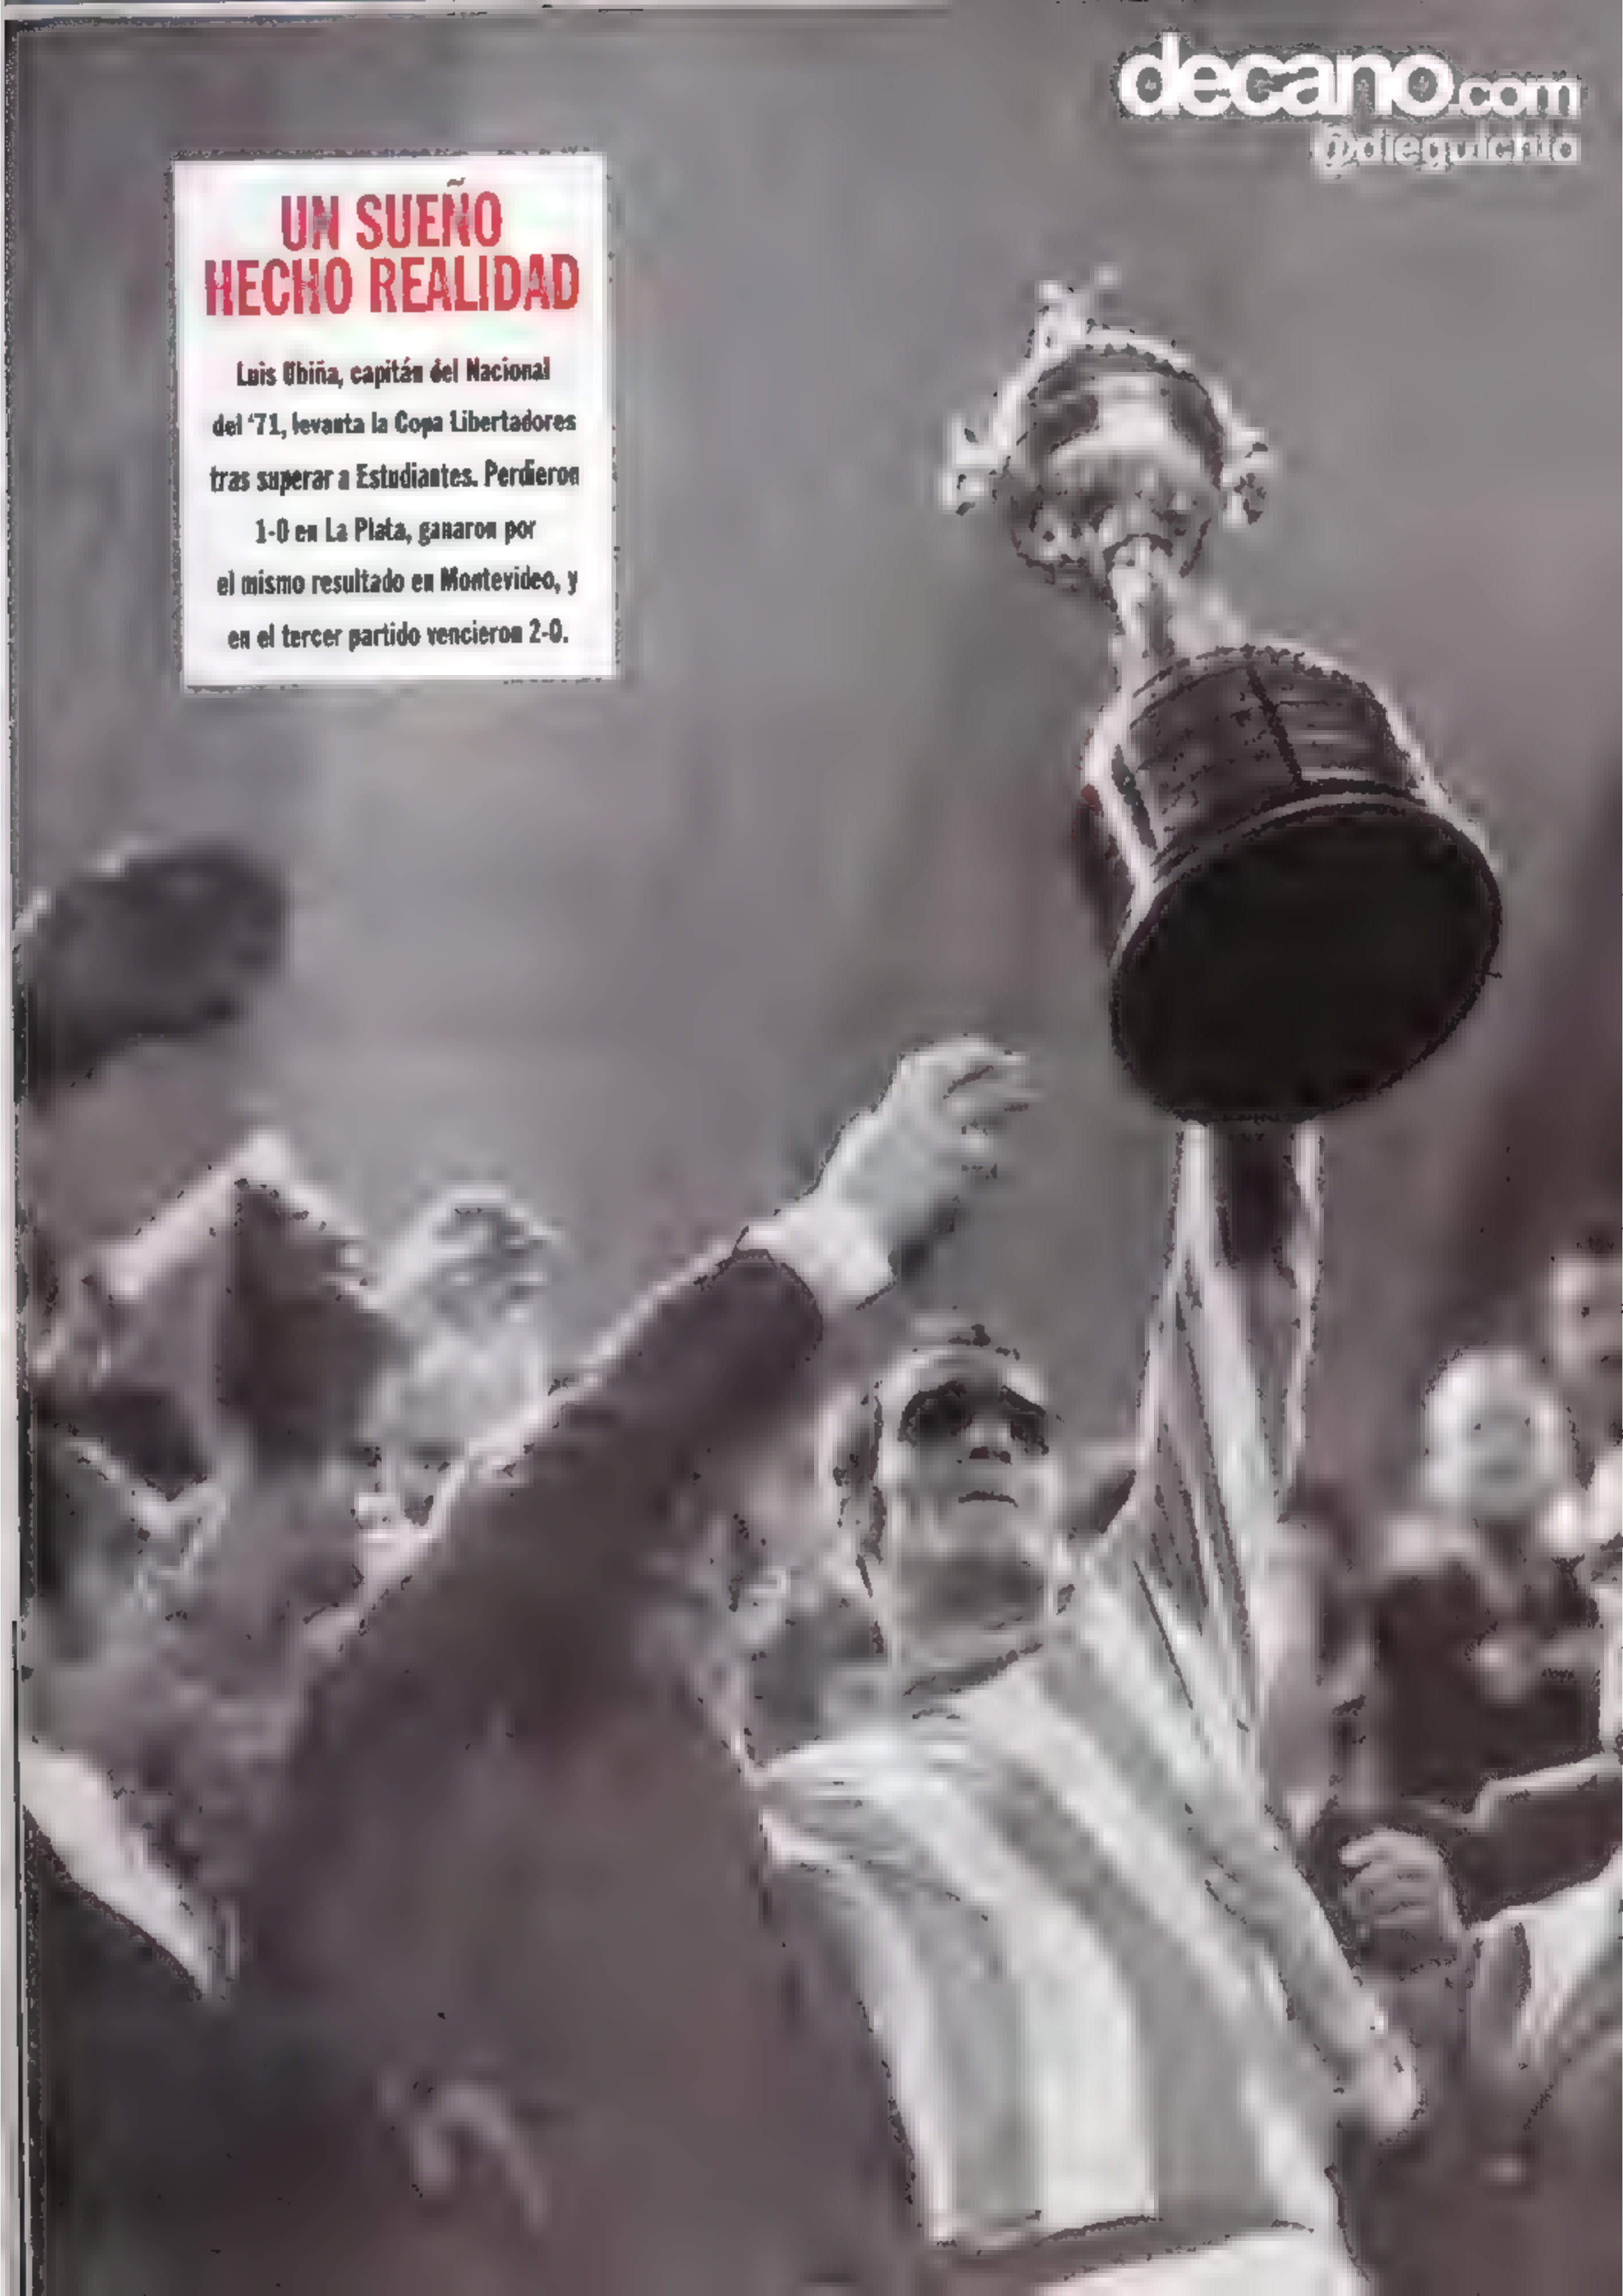 decano.com
@dieguichio
UN SUEÑO
HECHO REALIDAD
Luis Ubiña, capitán del Nacional
del '71, levanta la Copa Libertadores
tras superar a Estudiantes. Perdieron
1-0 en La Plata, ganaron por
el mismo resultado en Montevideo, y
en el tercer partido vencieron 2-0.